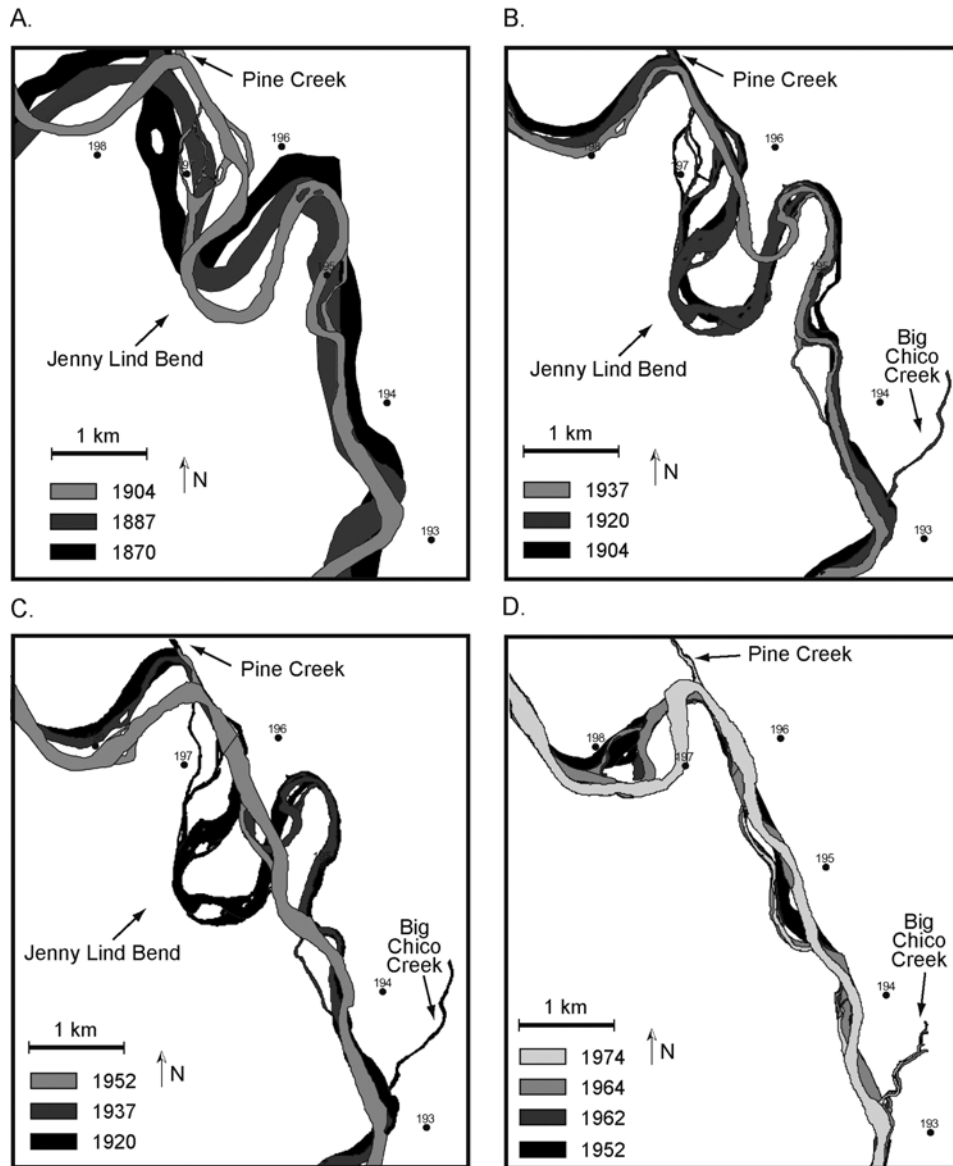 A.
Pine Creek
198
196
197
195
Jenny Lind Bend
194
1 km
N
1904
1887
1870
193
B.
Pine Creek
198
196
197
195
Big
Chico
Creek
Jenny Lind Bend
194
1 km
N
1937
1920
1904
193
C.
Pine Creek
196
197
Big
Chico
Creek
Jenny Lind Bend
194
1 km
N
1952
1937
1920
193
D.
Pine Creek
198
196
197
195
Big
Chico
Creek
194
1 km
N
1974
1964
1962
1952
193